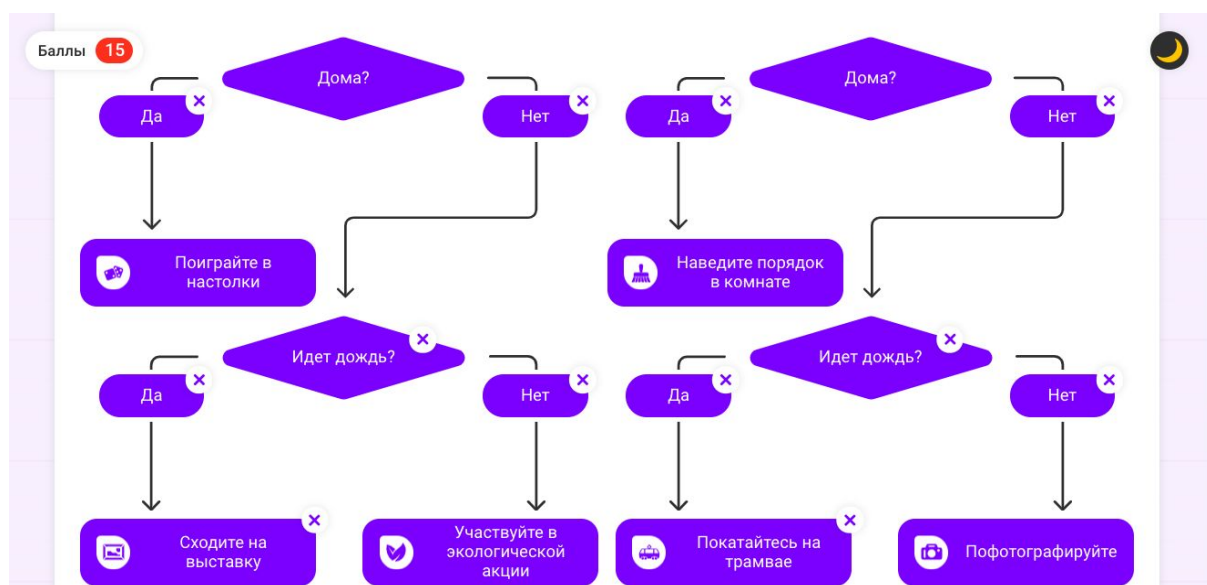 Баллы 15
Дома?
Дома?
Да
Нет
Да
Нет
Поиграйте в
настолки
Наведите порядок
в комнате
Идет дождь?
Идет дождь?
Да
Нет
Да
Нет
Сходите на
выставку
Участвуйте в
экологической
акции
Покатайтесь на
трамвае
Пофотографируйте